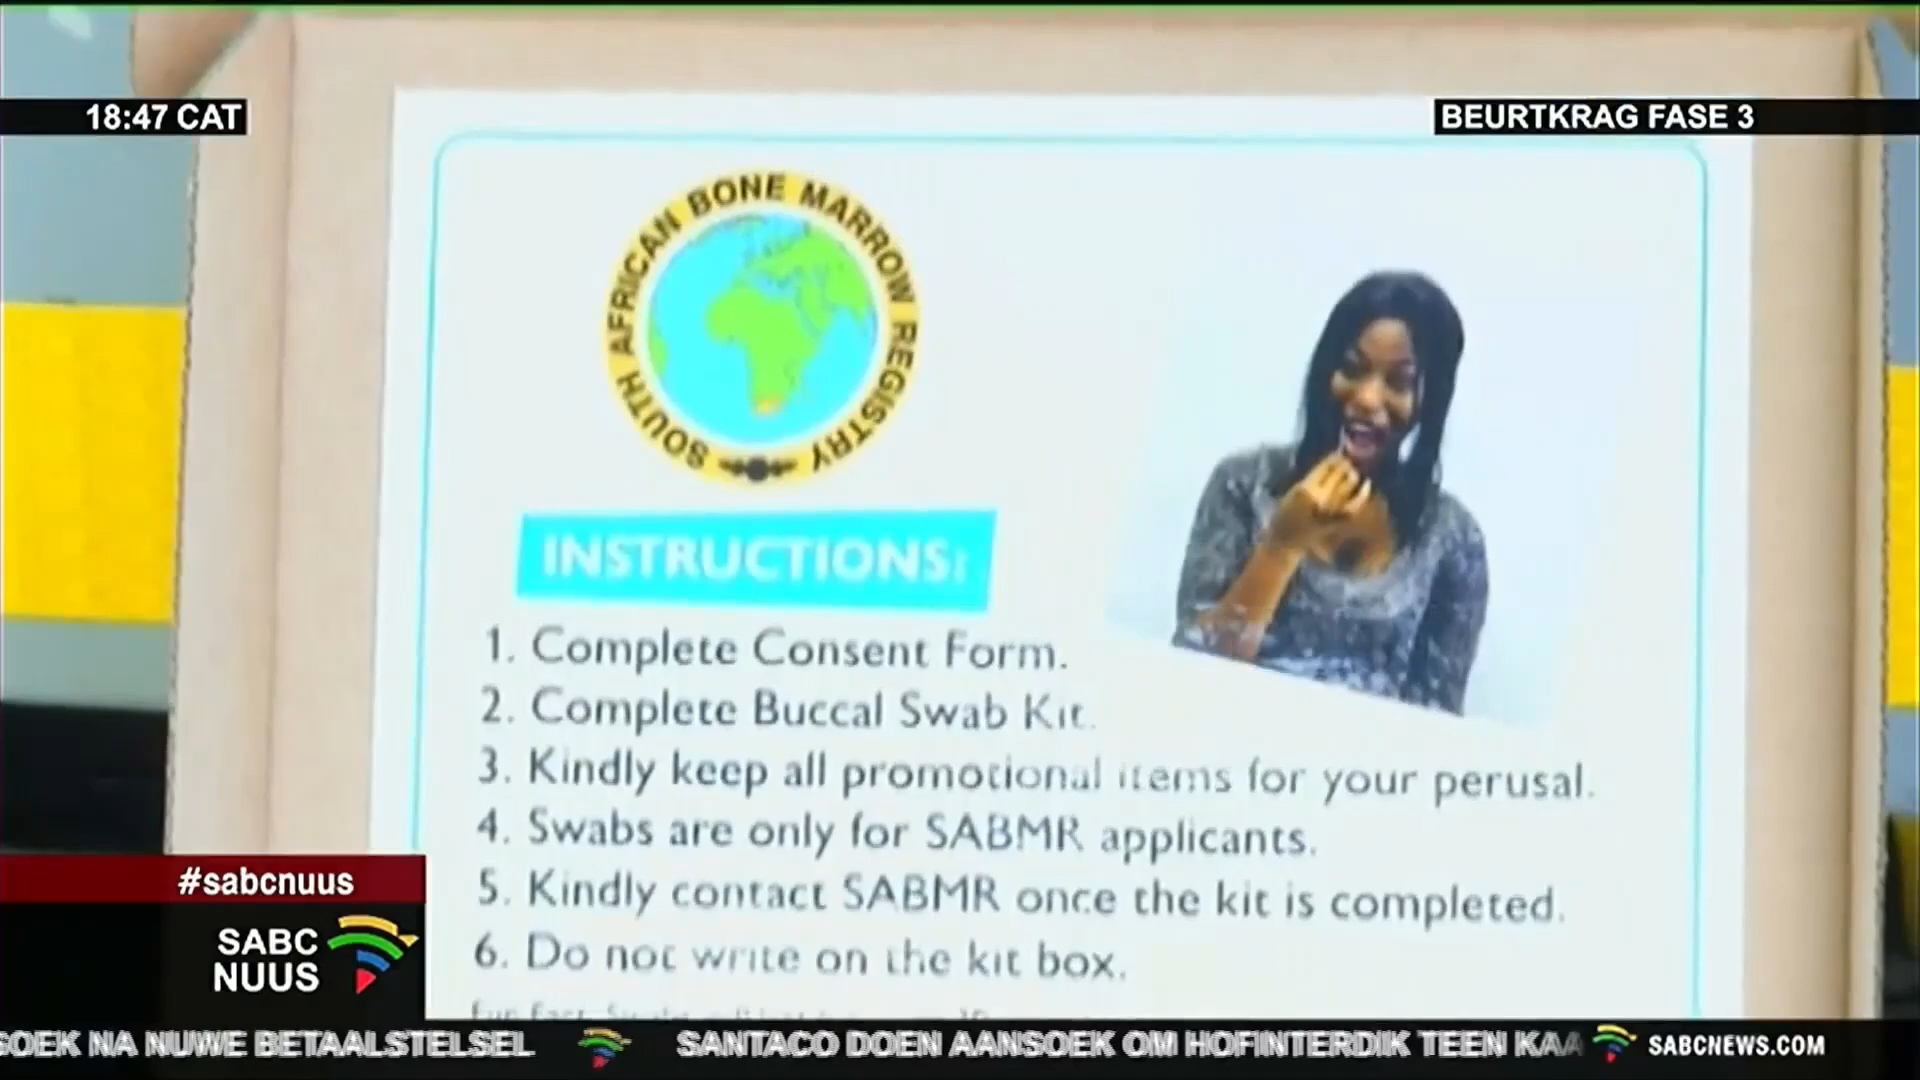 18:47 CAT
BEURTKRAG FASE 3
SOUTH AFRICAN BONE MARROW REGISTRY
INSTRUCTIONS:
1. Complete Consent Form.
2. Complete Buccal Swab Kit.
3. Kindly keep all promotional items for your perusal.
4. Swabs are only for SABMR applicants.
5. Kindly contact SABMR once the kit is completed.
6. Do not write on the kit box.
#sabcnuus
SABC
NUUS
SOEK NA NUWE BETAALSTELSEL
SANTACO DOEN AANSOEK OM HOFINTERDIK TEEN KAA
SABCNEWS.COM